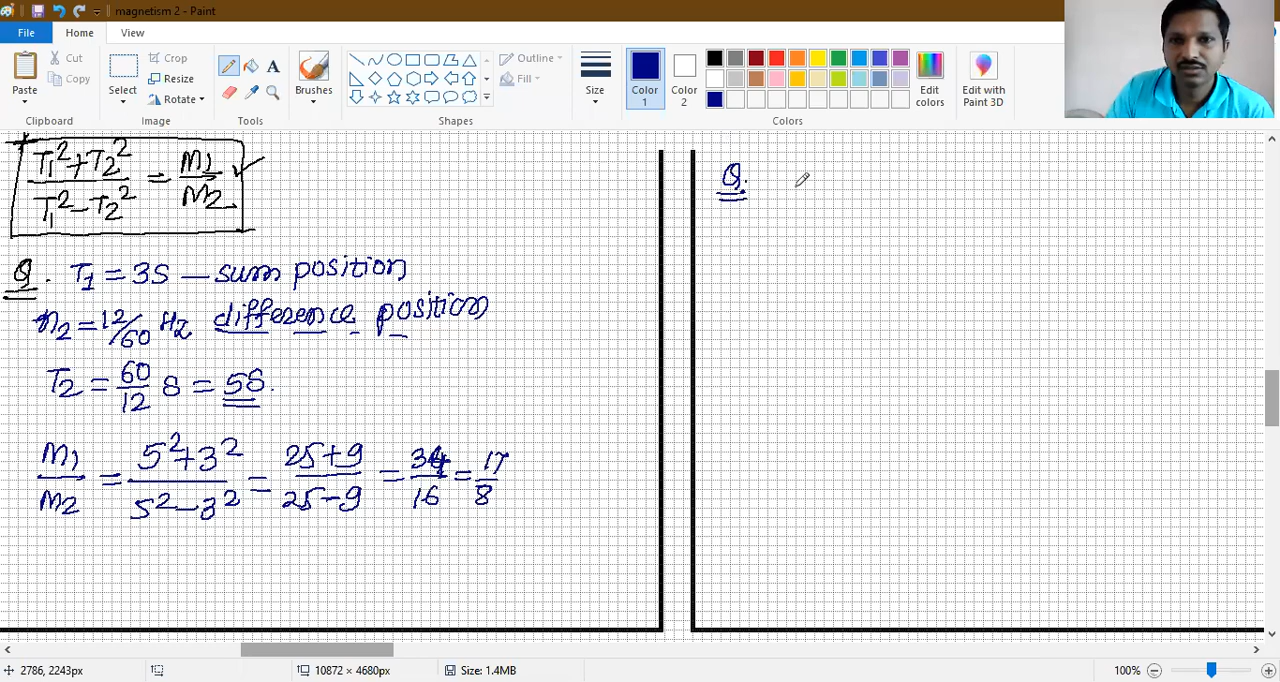 magnetism 2 - Paint
File
Home
View
Paste
Cut
Copy
Clipboard
Select
Crop
Resize
Rotate
Image
Tools
Brushes
Shapes
Outline
Fill
Size
Color 1
Color 2
Colors
Edit colors
Edit with Paint 3D
(T₁²+T₂²)/(T₁²-T₂²) = M₁/M₂ ✓
Q. T₁ = 3S — sum position
n₂ = 12/60 Hz difference position
T₂ = 60/12 S = 5S.
M₁/M₂ = (5²+3²)/(5²-3²) = (25+9)/(25-9) = 34/16 = 17/8
Q.
2786, 2243px
10872 × 4680px
Size: 1.4MB
100%